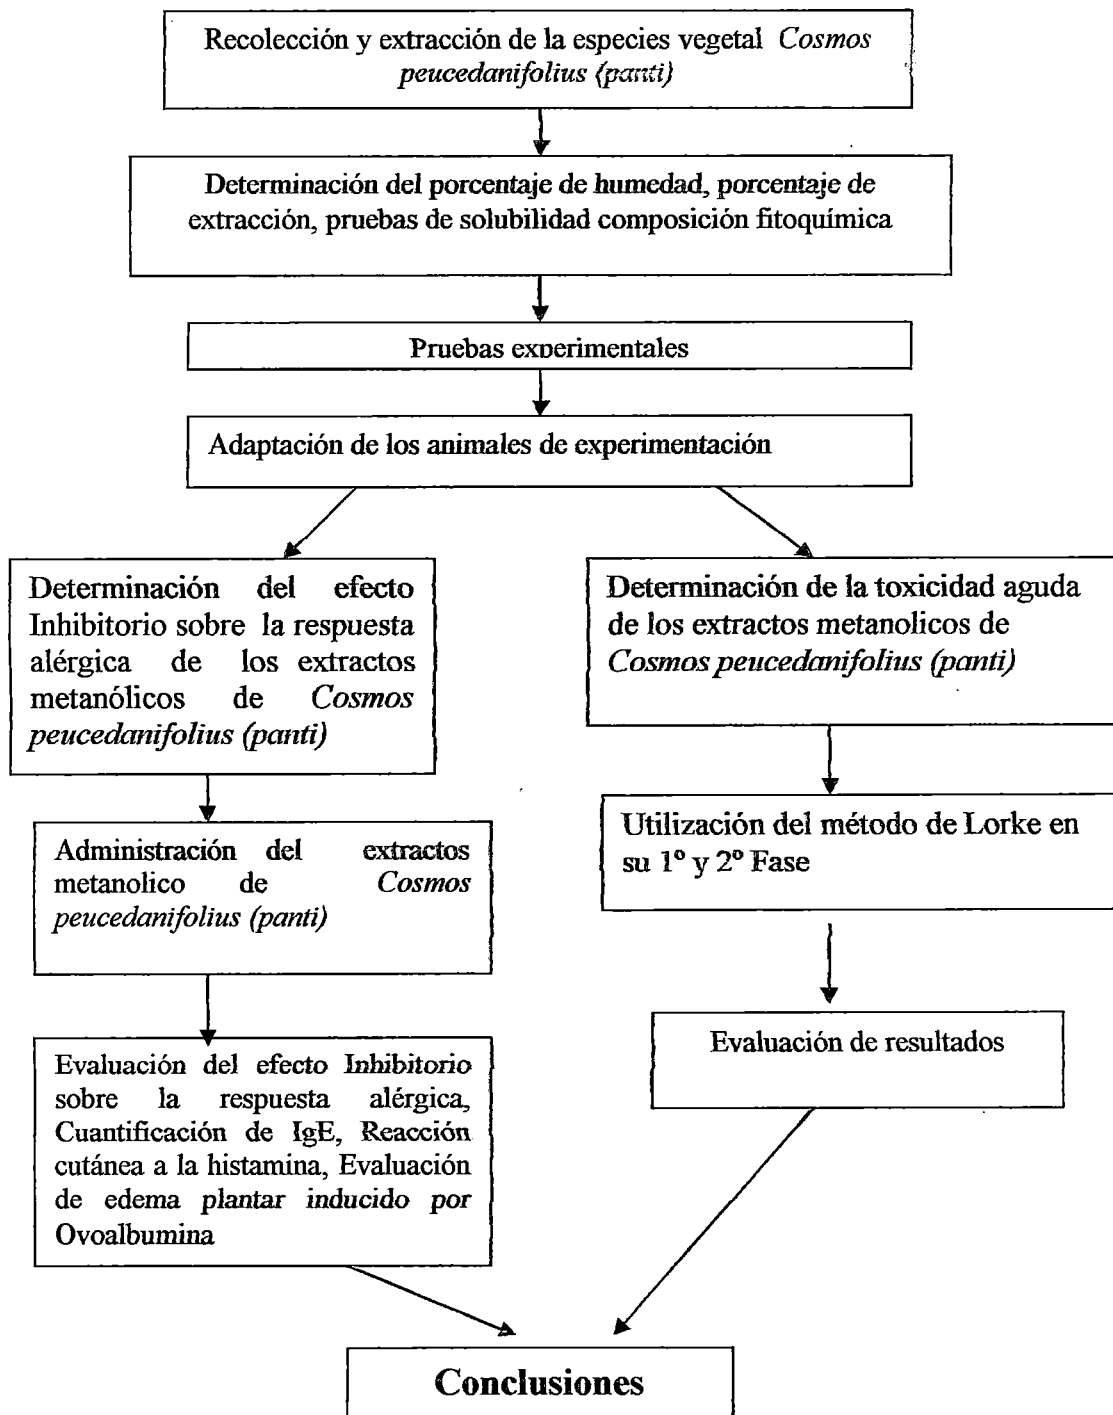 Recolección y extracción de la especies vegetal Cosmos
peucedanifolius (panti)
Determinación del porcentaje de humedad, porcentaje de
extracción, pruebas de solubilidad composición fitoquímica
Pruebas experimentales
Adaptación de los animales de experimentación
Determinación del efecto
Inhibitorio sobre la respuesta
alérgica de los extractos
metanólicos de Cosmos
peucedanifolius (panti)
Administración del extractos
metanolico de Cosmos
peucedanifolius (panti)
Evaluación del efecto Inhibitorio
sobre la respuesta alérgica,
Cuantificación de IgE, Reacción
cutánea a la histamina, Evaluación
de edema plantar inducido por
Ovoalbumina
Determinación de la toxicidad aguda
de los extractos metanolicos de
Cosmos peucedanifolius (panti)
Utilización del método de Lorke en
su 1º y 2º Fase
Evaluación de resultados
Conclusiones